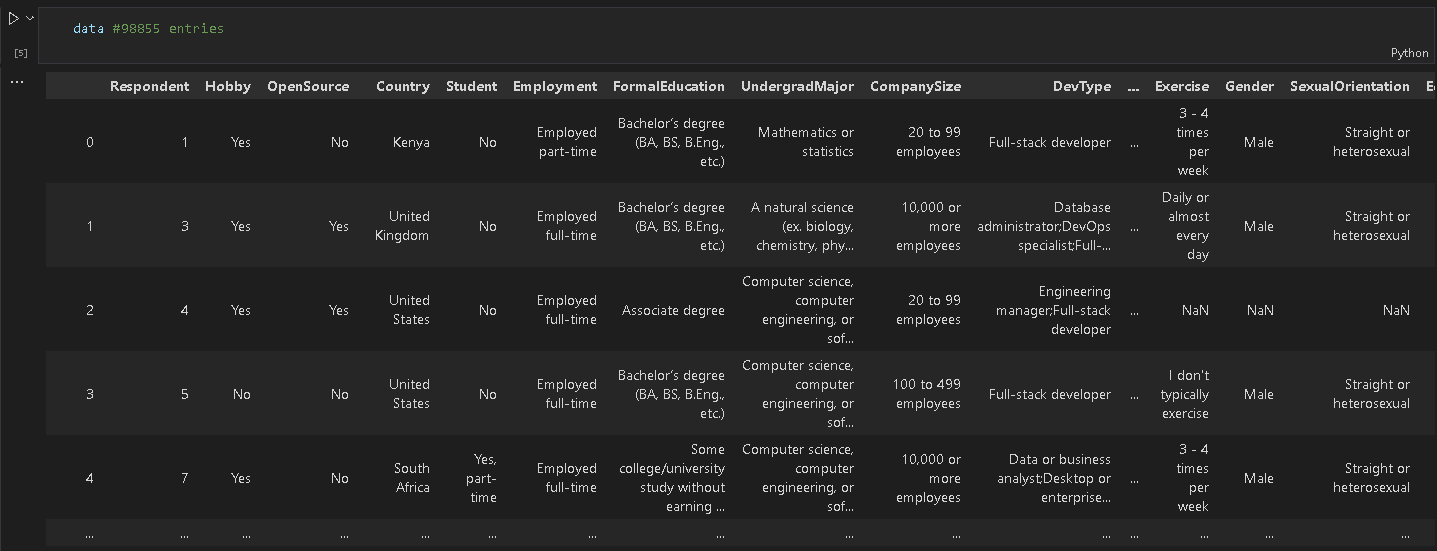 data #98855 entries
[5]
Python
...
Respondent Hobby OpenSource Country Student Employment FormalEducation UndergradMajor CompanySize DevType ... Exercise Gender SexualOrientation
0 1 Yes No Kenya No Employed part-time Bachelor’s degree (BA, BS, B.Eng., etc.) Mathematics or statistics 20 to 99 employees Full-stack developer ... 3 - 4 times per week Male Straight or heterosexual
1 3 Yes Yes United Kingdom No Employed full-time Bachelor’s degree (BA, BS, B.Eng., etc.) A natural science (ex. biology, chemistry, phy... 10,000 or more employees Database administrator;DevOps specialist;Full-... ... Daily or almost every day Male Straight or heterosexual
2 4 Yes Yes United States No Employed full-time Associate degree Computer science, computer engineering, or sof... 20 to 99 employees Engineering manager;Full-stack developer ... NaN NaN NaN
3 5 No No United States No Employed full-time Bachelor’s degree (BA, BS, B.Eng., etc.) Computer science, computer engineering, or sof... 100 to 499 employees Full-stack developer ... I don't typically exercise Male Straight or heterosexual
4 7 Yes No South Africa Yes, part-time Employed full-time Some college/university study without earning ... Computer science, computer engineering, or sof... 10,000 or more employees Data or business analyst;Desktop or enterprise... ... 3 - 4 times per week Male Straight or heterosexual
... ... ... ... ... ... ... ... ... ... ... ... ... ... ...